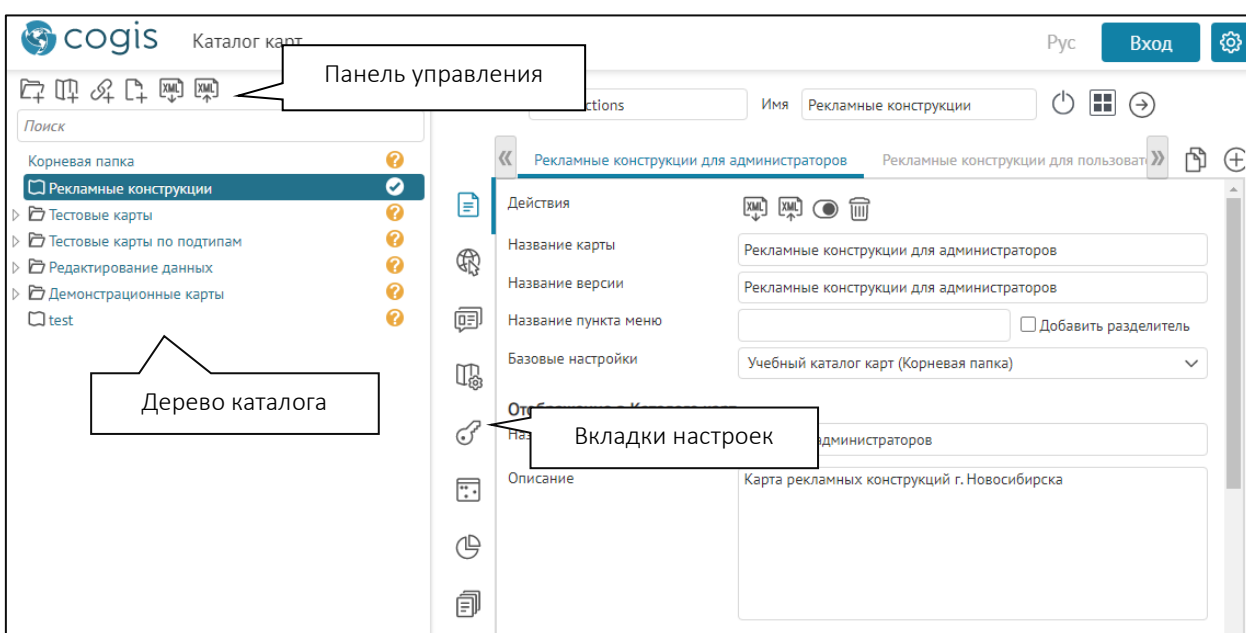 cogis Каталог карт Рус Вход
Панель управления
XML XML
ctions Имя Рекламные конструкции
Поиск
Корневая папка
Рекламные конструкции для администраторов Рекламные конструкции для пользоват
Рекламные конструкции
Действия XML XML
Тестовые карты
Тестовые карты по подтипам
Название карты Рекламные конструкции для администраторов
Редактирование данных
Название версии Рекламные конструкции для администраторов
Демонстрационные карты
test
Название пункта меню Добавить разделитель
Базовые настройки Учебный каталог карт (Корневая папка)
Дерево каталога
Вкладки настроек
администраторов
Описание Карта рекламных конструкций г. Новосибирска